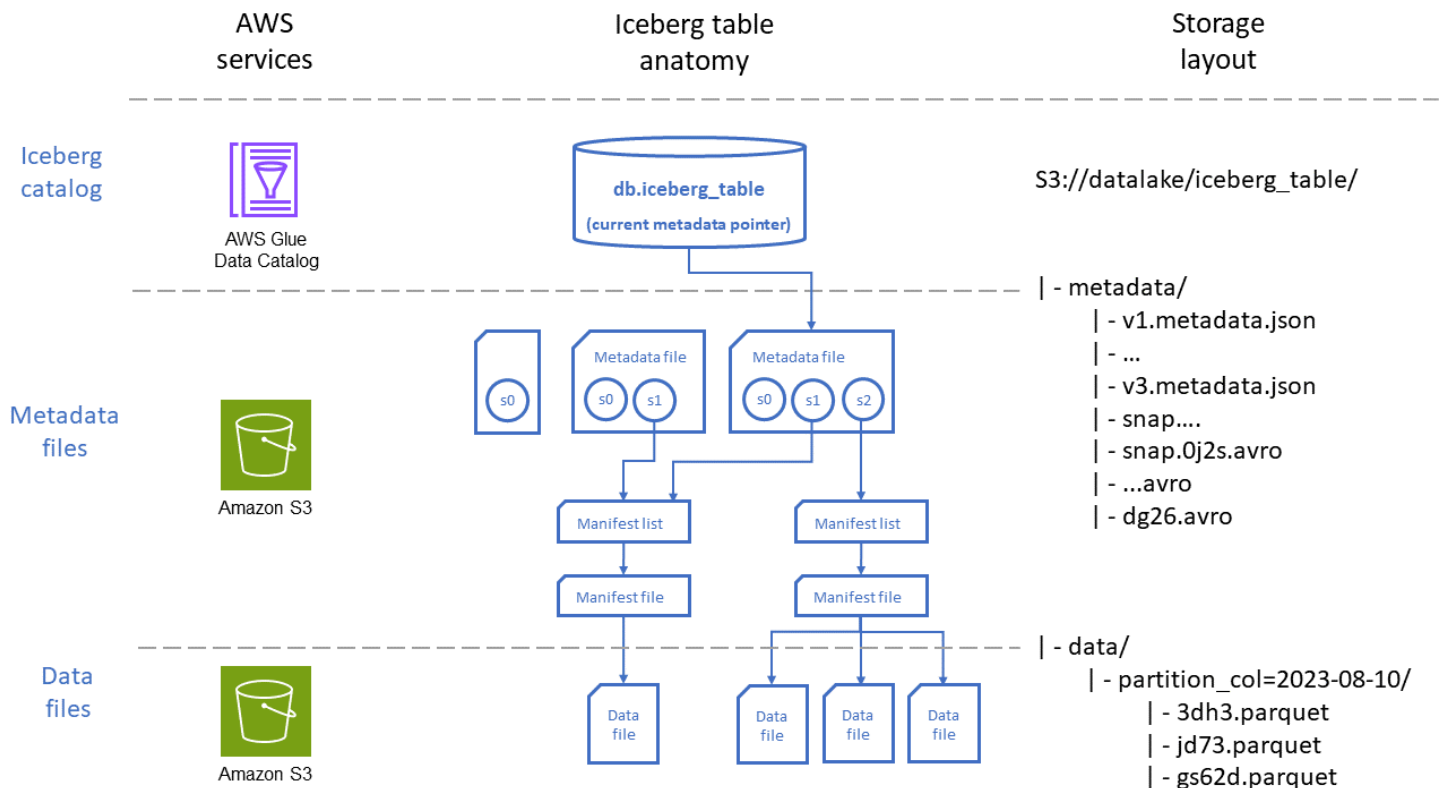 AWS
services
Iceberg table
anatomy
Storage
layout
Iceberg
catalog
AWS Glue
Data Catalog
db.iceberg_table
(current metadata pointer)
S3://datalake/iceberg_table/
Metadata
files
Amazon S3
s0
Metadata file
s0
s1
Metadata file
s0
s1
s2
Manifest list
Manifest list
Manifest file
Manifest file
| - metadata/
| - v1.metadata.json
| - ...
| - v3.metadata.json
| - snap....
| - snap.0j2s.avro
| - ...avro
| - dg26.avro
Data
files
Amazon S3
Data
file
Data
file
Data
file
Data
file
| - data/
| - partition_col=2023-08-10/
| - 3dh3.parquet
| - jd73.parquet
| - gs62d.parquet